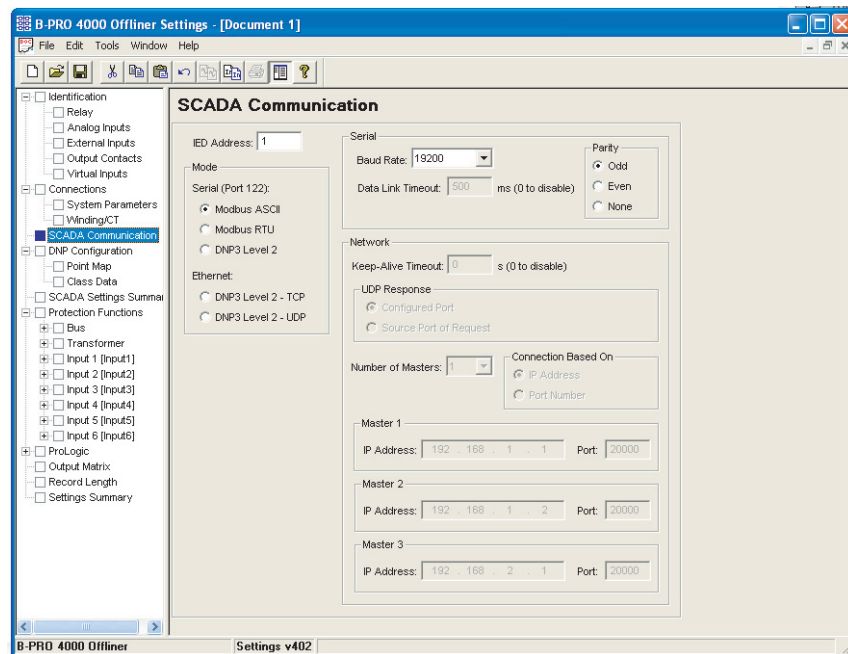 B-PRO 4000 Offliner Settings - [Document 1]
File Edit Tools Window Help
Identification
Relay
Analog Inputs
External Inputs
Output Contacts
Virtual Inputs
Connections
System Parameters
Winding/CT
SCADA Communication
DNP Configuration
Point Map
Class Data
SCADA Settings Summar
Protection Functions
Bus
Transformer
Input 1 [Input1]
Input 2 [Input2]
Input 3 [Input3]
Input 4 [Input4]
Input 5 [Input5]
Input 6 [Input6]
ProLogic
Output Matrix
Record Length
Settings Summary
SCADA Communication
IED Address: 1
Mode
Serial (Port 122):
Modbus ASCII
Modbus RTU
DNP3 Level 2
Ethernet:
DNP3 Level 2 - TCP
DNP3 Level 2 - UDP
Serial
Baud Rate: 19200
Data Link Timeout: 500 ms (0 to disable)
Parity
Odd
Even
None
Network
Keep-Alive Timeout: 0 s (0 to disable)
UDP Response
Configured Port
Source Port of Request
Number of Masters: 1
Connection Based On
IP Address
Port Number
Master 1
IP Address: 192 . 168 . 1 . 1 Port: 20000
Master 2
IP Address: 192 . 168 . 1 . 2 Port: 20000
Master 3
IP Address: 192 . 168 . 2 . 1 Port: 20000
B-PRO 4000 Offliner Settings v402